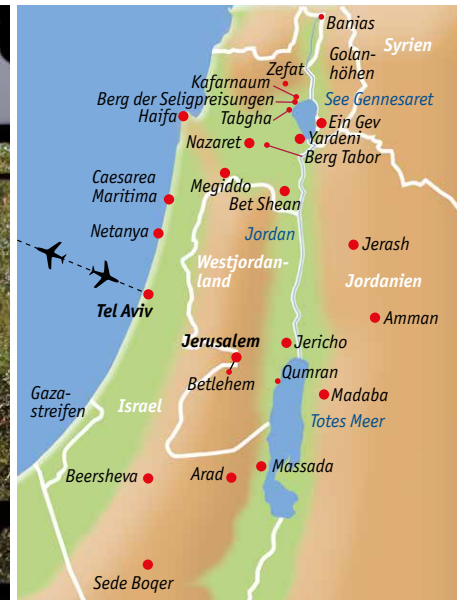 Banias
Syrien
Golan-
höhen
Zefat
Kafarnaum
Berg der Seligpreisungen
See Gennesaret
Tabgha
Haifa
Ein Gev
Yardeni
Nazaret
Berg Tabor
Megiddo
Caesarea
Maritima
Bet Shean
Netanya
Jordan
Jerash
Westjordan-
land
Jordanien
Tel Aviv
Amman
Jerusalem
Jericho
Betlehem
Qumran
Gaza-
streifen
Israel
Madaba
Totes Meer
Massada
Beersheva
Arad
Sede Boqer